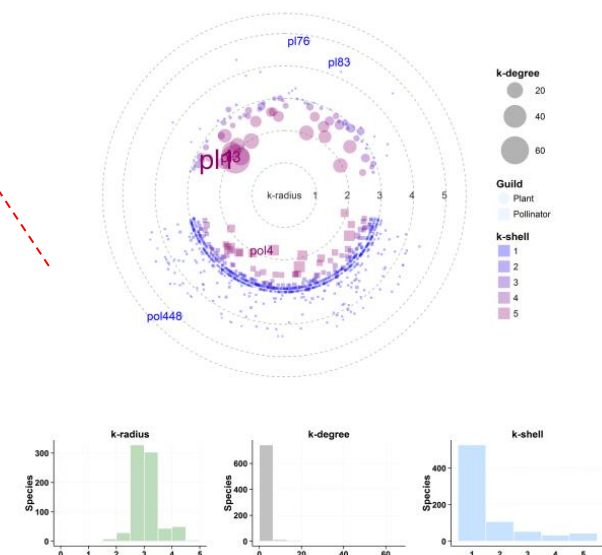 pl76
pl83
k-degree
20
40
60
k-radius 1 2 3 4 5
Guild
Plant
Pollinator
pol4
k-shell
1
2
3
4
5
pol448
k-radius
Species
300
200
100
0
0 1 2 3 4 5
k-degree
Species
600
400
200
0
0 20 40 60
k-shell
Species
400
200
0
1 2 3 4 5